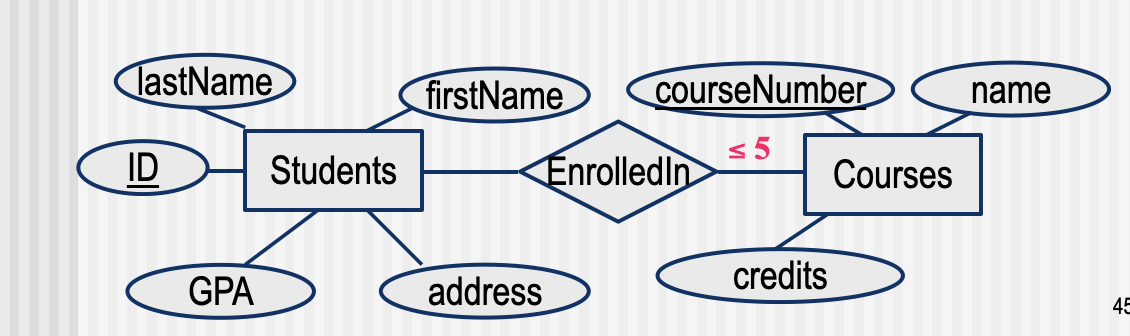 lastName
firstName
courseNumber
name
≤ 5
ID
Students
EnrolledIn
Courses
GPA
address
credits
45